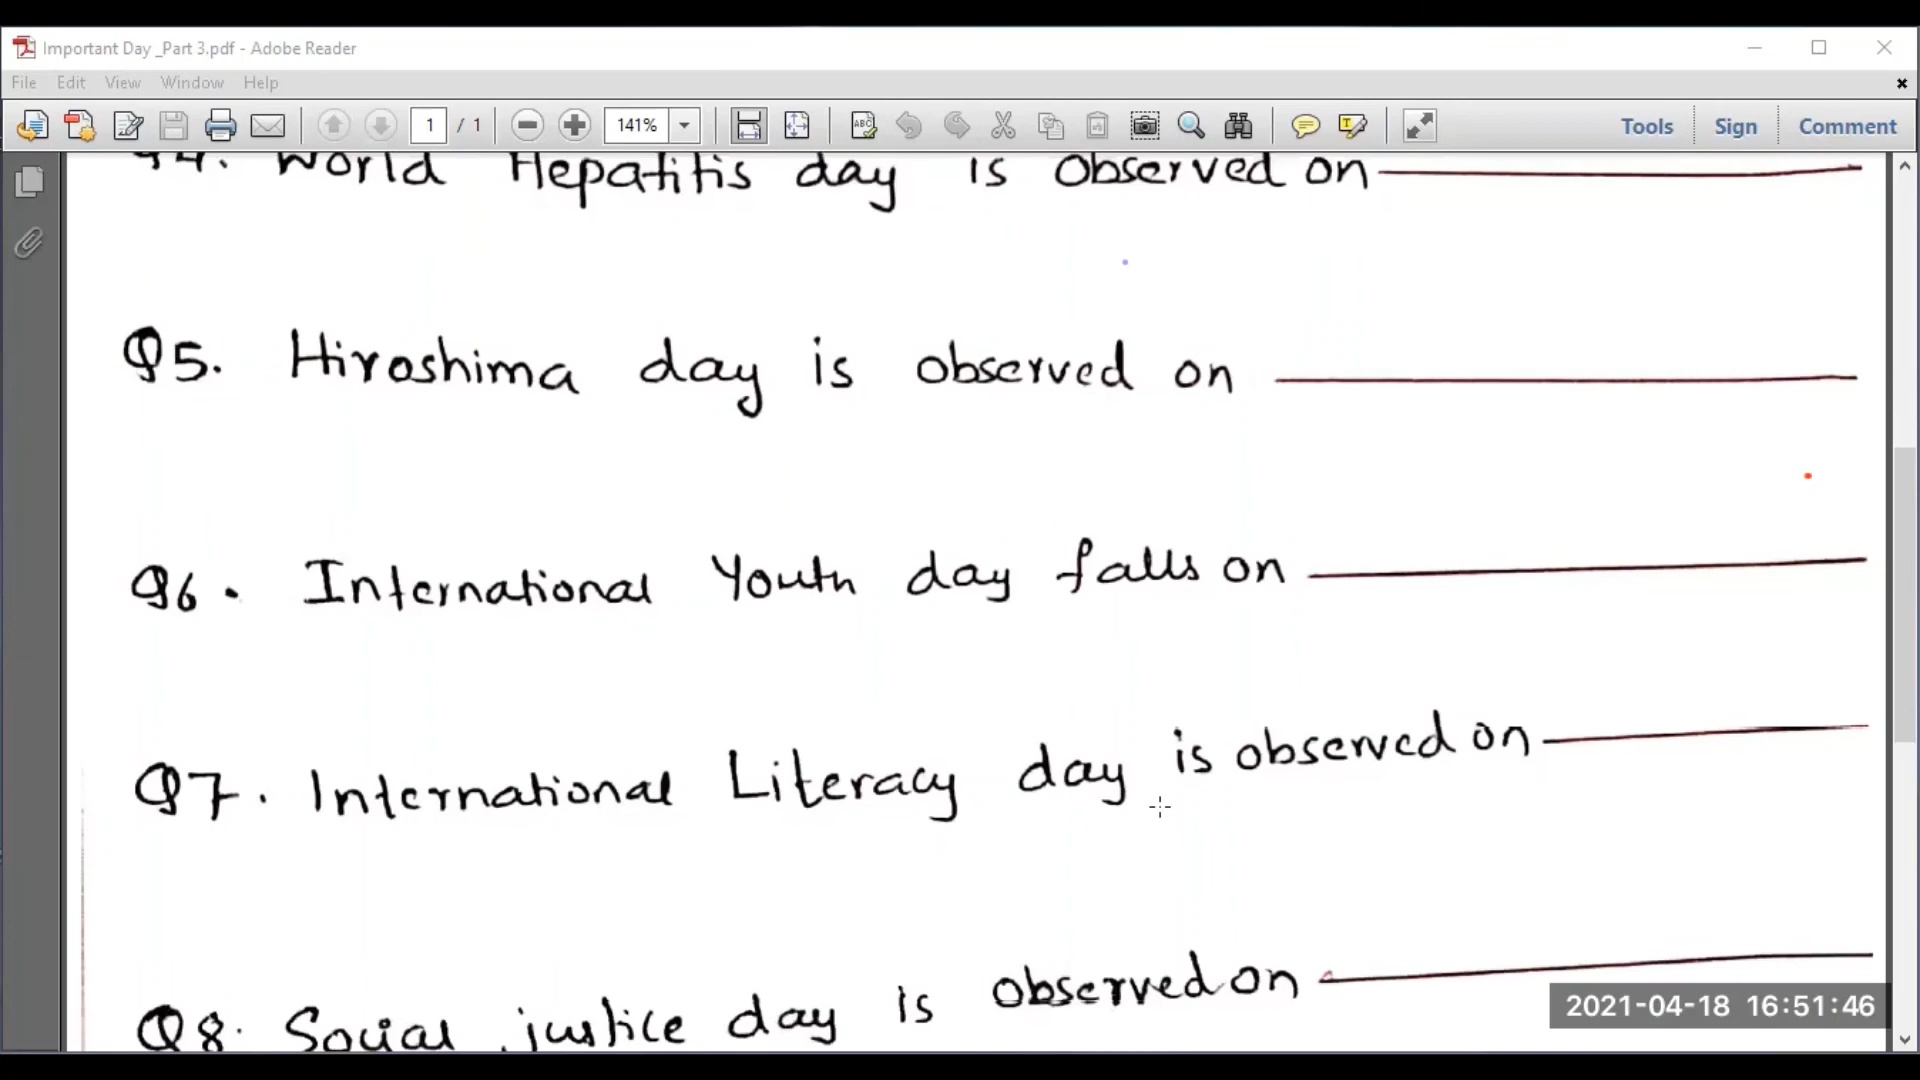 Important Day _Part 3.pdf - Adobe Reader
File Edit View Window Help
1 / 1 141% Tools Sign Comment
Q4. World Hepatitis day is observed on
Q5. Hiroshima day is observed on
Q6. International Youth day falls on
Q7. International Literacy day is observed on
Q8. Social justice day is observed on
2021-04-18 16:51:46